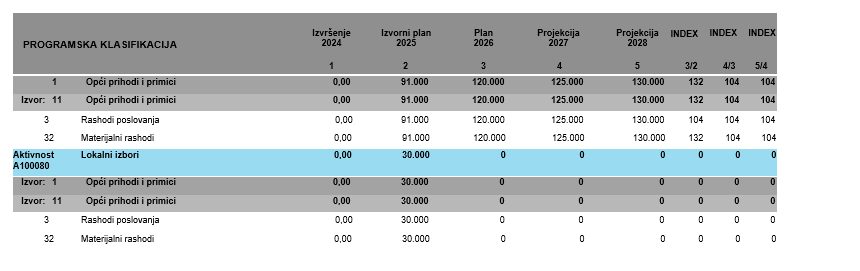 PROGRAMSKA KLASIFIKACIJA Izvršenje 2024 Izvorni plan 2025 Plan 2026 Projekcija 2027 Projekcija 2028 INDEX INDEX INDEX
1 2 3 4 5 3/2 4/3 5/4
1 Opći prihodi i primici 0,00 91.000 120.000 125.000 130.000 132 104 104
Izvor: 11 Opći prihodi i primici 0,00 91.000 120.000 125.000 130.000 132 104 104
3 Rashodi poslovanja 0,00 91.000 120.000 125.000 130.000 104 104 104
32 Materijalni rashodi 0,00 91.000 120.000 125.000 130.000 132 104 104
Aktivnost A100080 Lokalni izbori 0,00 30.000 0 0 0 0 0 0
Izvor: 1 Opći prihodi i primici 0,00 30.000 0 0 0 0 0 0
Izvor: 11 Opći prihodi i primici 0,00 30.000 0 0 0 0 0 0
3 Rashodi poslovanja 0,00 30.000 0 0 0 0 0 0
32 Materijalni rashodi 0,00 30.000 0 0 0 0 0 0